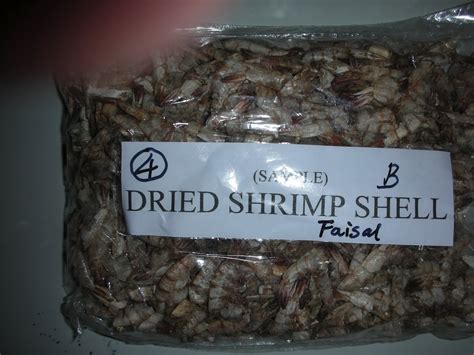 4
(SAMPLE) B
DRIED SHRIMP SHELL
Faisal